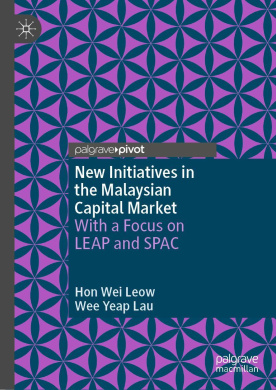 palgrave▸pivot
New Initiatives in
the Malaysian
Capital Market
With a Focus on
LEAP and SPAC
Hon Wei Leow
Wee Yeap Lau
palgrave
macmillan